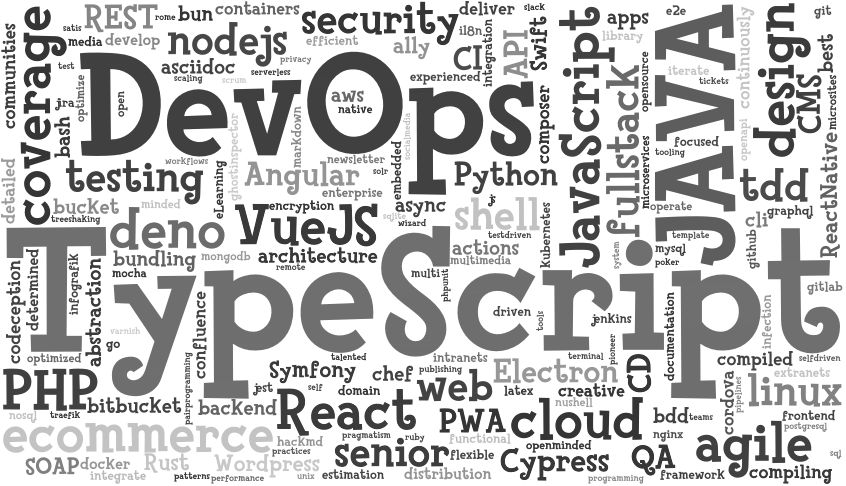 communities
satis
REST
rome
bun
containers
security
deliver
slack
apps
e2e
git
media
develop
nodejs
efficient
ally
i18n
Swift
library
continuously
best
test
asciidoc
privacy
CI
integration
API
JavaScript
fullstack
opensource
iterate
tickets
JAVA
design
CMS
microsites
coverage
jra
optimize
open
DevOps
scaling
scrum
serverless
aws
native
experienced
bash
composer
microservices
focused
tooling
openapi
testing
workflows
ghostinspector
markdown
socialmedia
newsletter
solr
embedded
Python
tdd
detailed
eLearning
Angular
enterprise
async
js
operate
graphql
ReactNative
bucket
minded
treeshaking
encryption
sqlite
wizard
shell
testdriven
kubernetes
template
cli
github
deno
VueJS
architecture
actions
system
mysql
bundling
mongodb
remote
multi
phpunit
multimedia
poker
codeception
determined
infografik
abstraction
mocha
TypeScript
gitlab
varnish
go
confluence
driven
tools
jenkins
documentation
infection
optimized
pairprogramming
talented
intranets
terminal
pioneer
compiled
selfdriven
PHP
Symfony
chef
publishing
Electron
CD
cordova
pipelines
extranets
linux
bitbucket
jest
self
domain
web
latex
creative
nushell
nosql
traefik
backend
React
PWA
cloud
bdd
teams
frontend
postgresql
ecommerce
hackmd
practices
pragmatism
ruby
functional
openminded
nginx
agile
sql
SOAP
docker
Rust
Wordpress
senior
flexible
Cypress
QA
integrate
patterns
performance
unix
estimation
distribution
framework
compiling